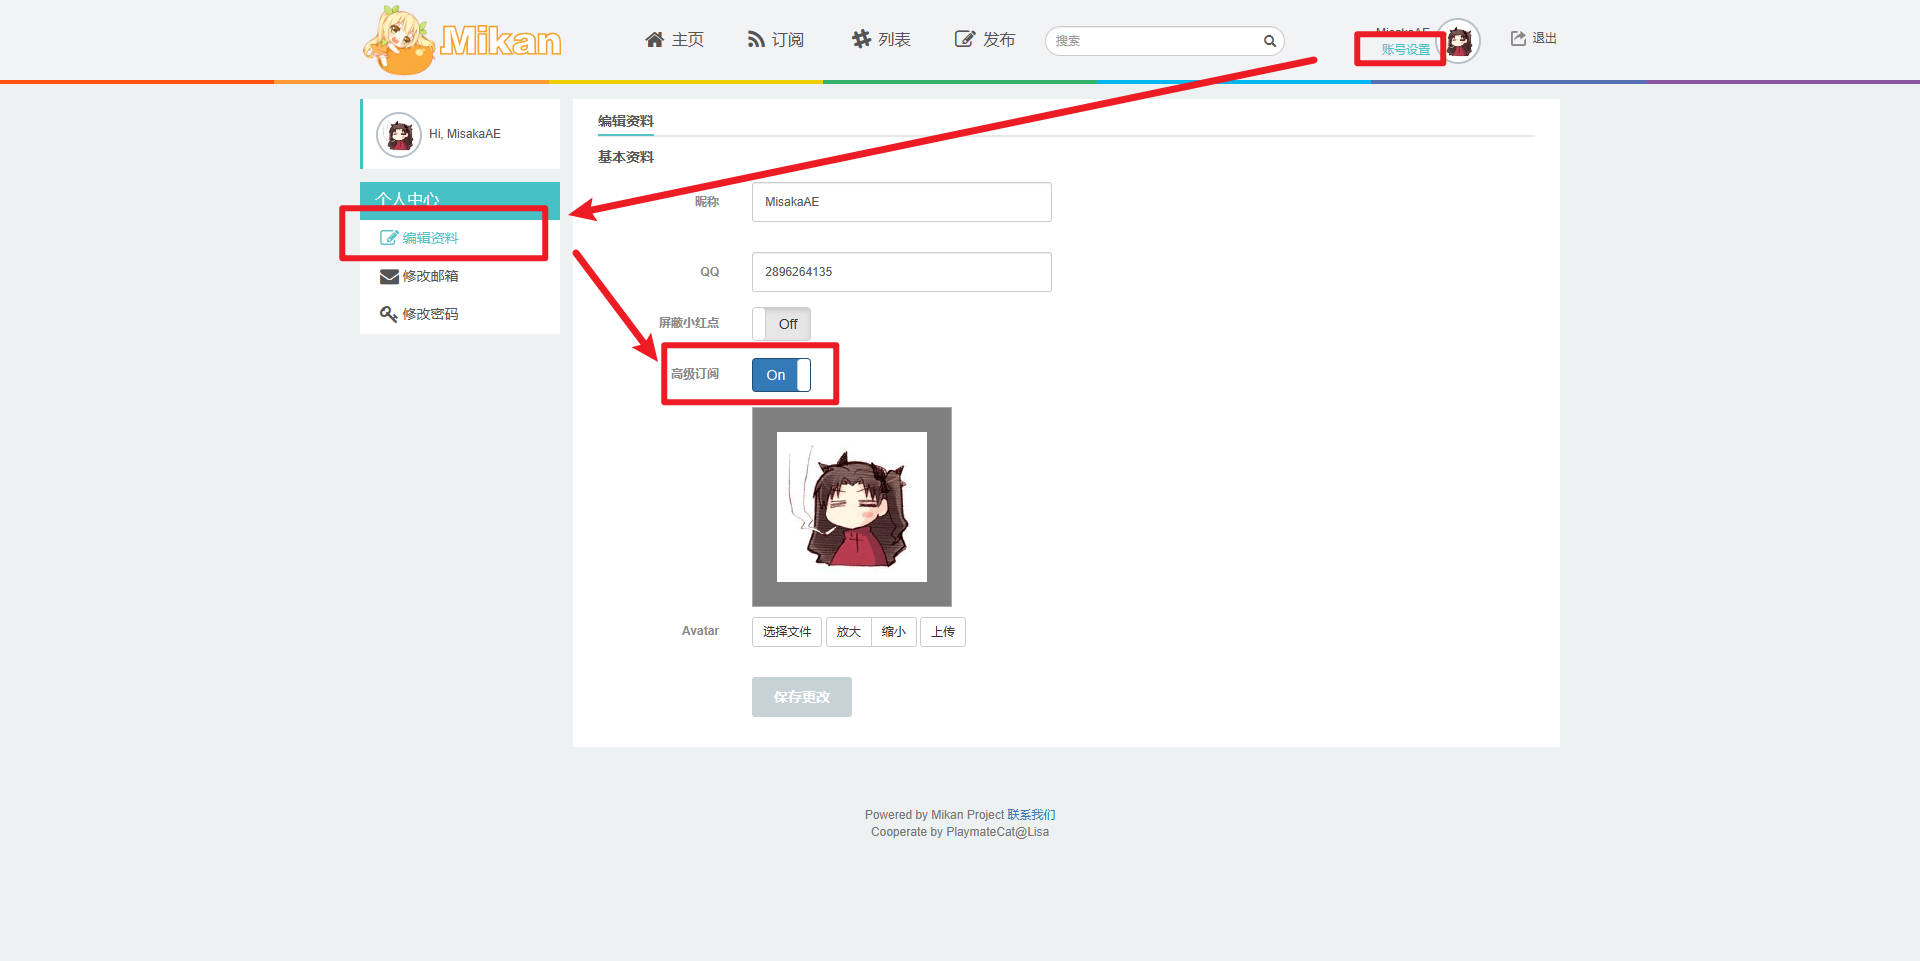 Mikan
主页
订阅
列表
发布
搜索
MisakaAE
账号设置
退出
Hi, MisakaAE
个人中心
编辑资料
修改邮箱
修改密码
编辑资料
基本资料
昵称
MisakaAE
QQ
2896264135
屏蔽小红点
Off
高级订阅
On
Avatar
选择文件
放大
缩小
上传
保存更改
Powered by Mikan Project 联系我们
Cooperate by PlaymateCat@Lisa